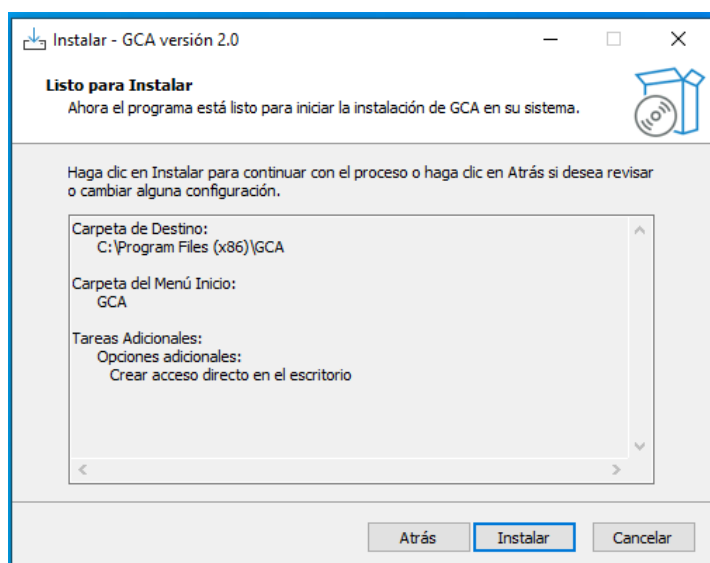 Instalar - GCA versión 2.0
Listo para Instalar
Ahora el programa está listo para iniciar la instalación de GCA en su sistema.
Haga clic en Instalar para continuar con el proceso o haga clic en Atrás si desea revisar
o cambiar alguna configuración.
Carpeta de Destino:
C:\Program Files (x86)\GCA
Carpeta del Menú Inicio:
GCA
Tareas Adicionales:
Opciones adicionales:
Crear acceso directo en el escritorio
Atrás
Instalar
Cancelar